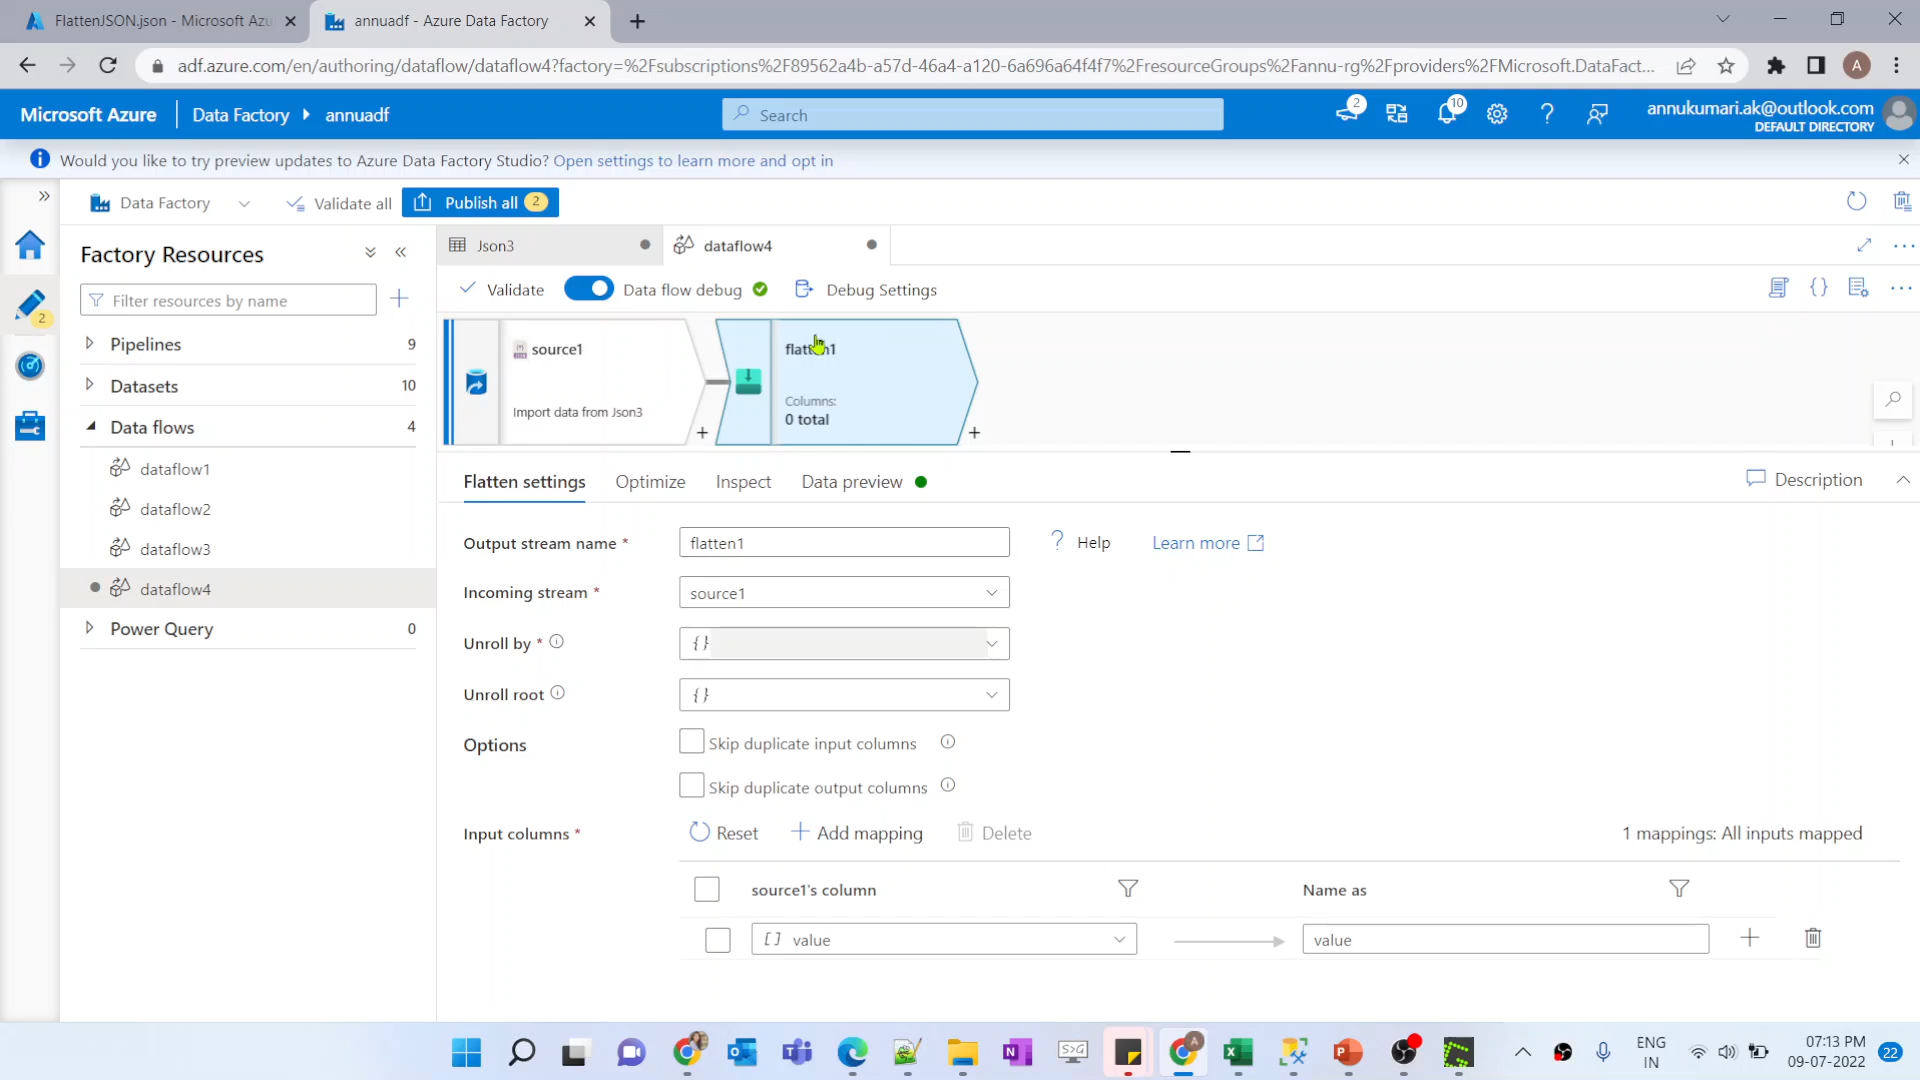 FlattenJSON.json - Microsoft Azu
annuadf - Azure Data Factory
adf.azure.com/en/authoring/dataflow/dataflow4?factory=%2Fsubscriptions%2F89562a4b-a57d-46a4-a120-6a696a64f4f7%2FresourceGroups%2Fannu-rg%2Fproviders%2FMicrosoft.DataFact...
A
Microsoft Azure
Data Factory
annuadf
Search
2
10
annukumari.ak@outlook.com
DEFAULT DIRECTORY
Would you like to try preview updates to Azure Data Factory Studio? Open settings to learn more and opt in
Data Factory
Validate all
Publish all
2
Factory Resources
Filter resources by name
2
Pipelines
9
Datasets
10
Data flows
4
dataflow1
dataflow2
dataflow3
dataflow4
Power Query
0
Json3
dataflow4
Validate
Data flow debug
Debug Settings
source1
Import data from Json3
flatten1
Columns:
0 total
Flatten settings
Optimize
Inspect
Data preview
Description
Output stream name *
flatten1
Help
Learn more
Incoming stream *
source1
Unroll by *
{}
Unroll root
{}
Options
Skip duplicate input columns
Skip duplicate output columns
Input columns *
Reset
Add mapping
Delete
1 mappings: All inputs mapped
source1's column
Name as
[] value
value
ENG
IN
07:13 PM
09-07-2022
22